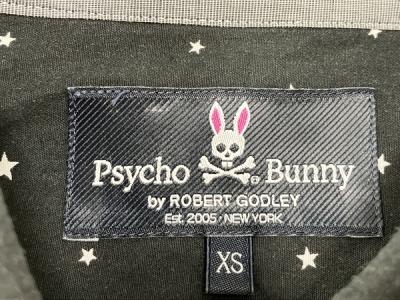 Psycho Bunny®
by ROBERT GODLEY
Est. 2005 · NEW YORK
XS